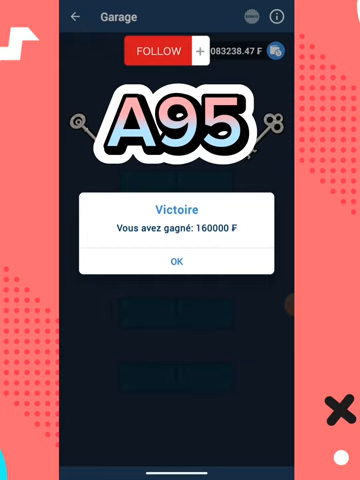 Garage
FOLLOW +
083238.47 ₣
A95
Victoire
Vous avez gagné: 160000 ₣
OK